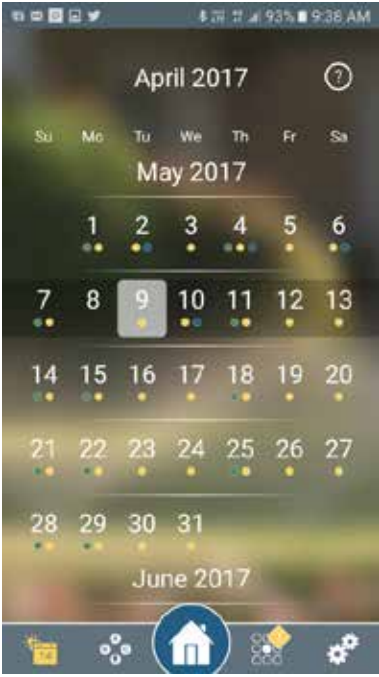 93% 9:38 AM
April 2017 ?
Su Mo Tu We Th Fr Sa
May 2017
1 2 3 4 5 6
7 8 9 10 11 12 13
14 15 16 17 18 19 20
21 22 23 24 25 26 27
28 29 30 31
June 2017
14